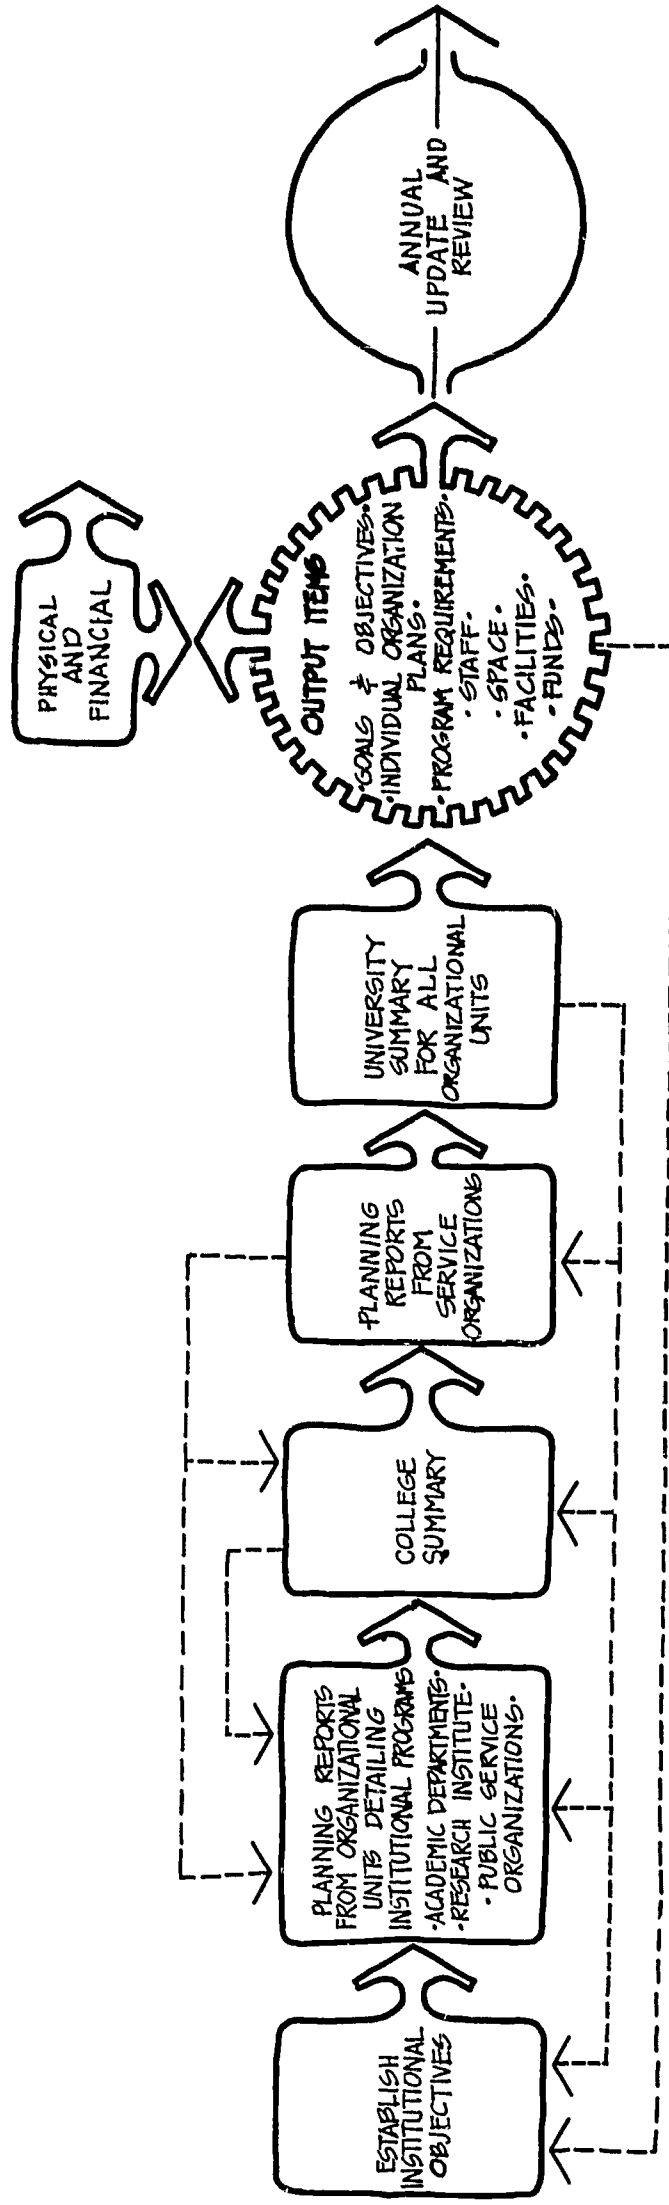 ESTABLISH
INSTITUTIONAL
OBJECTIVES
PLANNING REPORTS
FROM ORGANIZATIONAL
UNITS DETAILING
INSTITUTIONAL PROGRAMS
·ACADEMIC DEPARTMENTS·
·RESEARCH INSTITUTE·
· PUBLIC SERVICE
ORGANIZATIONS·
COLLEGE
SUMMARY
PLANNING
REPORTS
FROM
SERVICE
ORGANIZATIONS
UNIVERSITY
SUMMARY
FOR ALL
ORGANIZATIONAL
UNITS
OUTPUT ITEMS
·GOALS & OBJECTIVES·
·INDIVIDUAL ORGANIZATION
PLANS·
·PROGRAM REQUIREMENTS·
· STAFF·
· SPACE·
·FACILITIES·
·FUNDS·
PHYSICAL
AND
FINANCIAL
ANNUAL
UPDATE AND
REVIEW